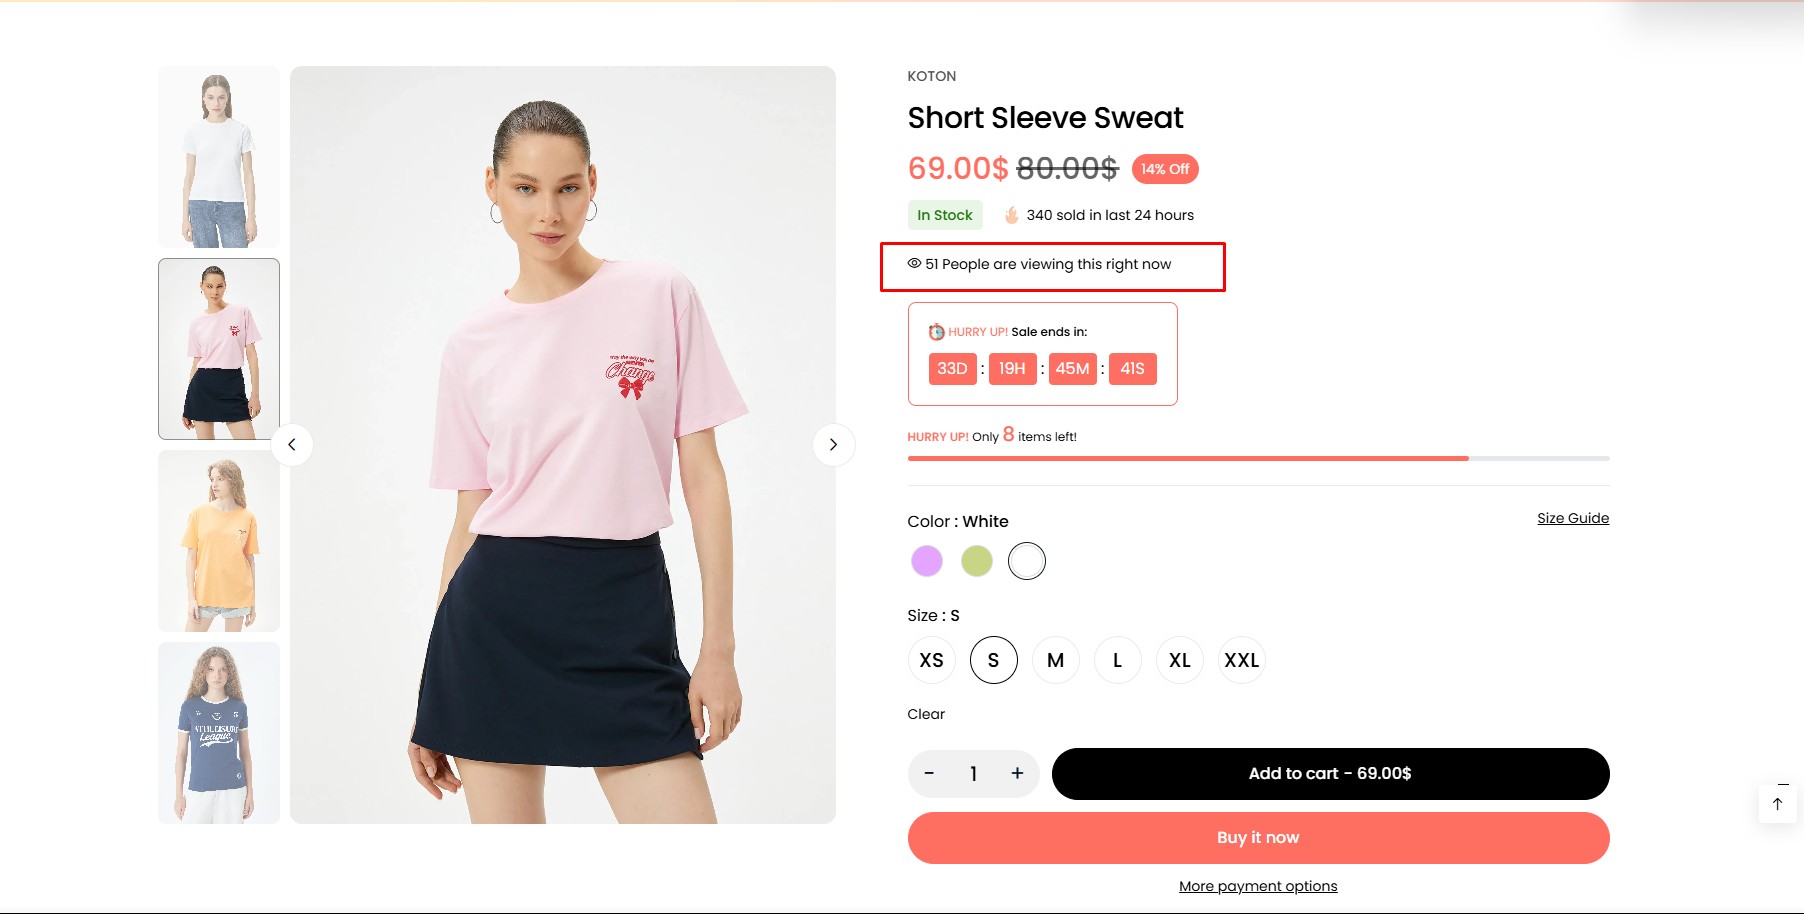 KOTON
Short Sleeve Sweat
69.00$ 80.00$ 14% Off
In Stock 340 sold in last 24 hours
51 People are viewing this right now
HURRY UP! Sale ends in:
33D : 19H : 45M : 41S
HURRY UP! Only 8 items left!
Color : White
Size Guide
Size : S
XS S M L XL XXL
Clear
- 1 + Add to cart - 69.00$
Buy it now
More payment options
Change
League